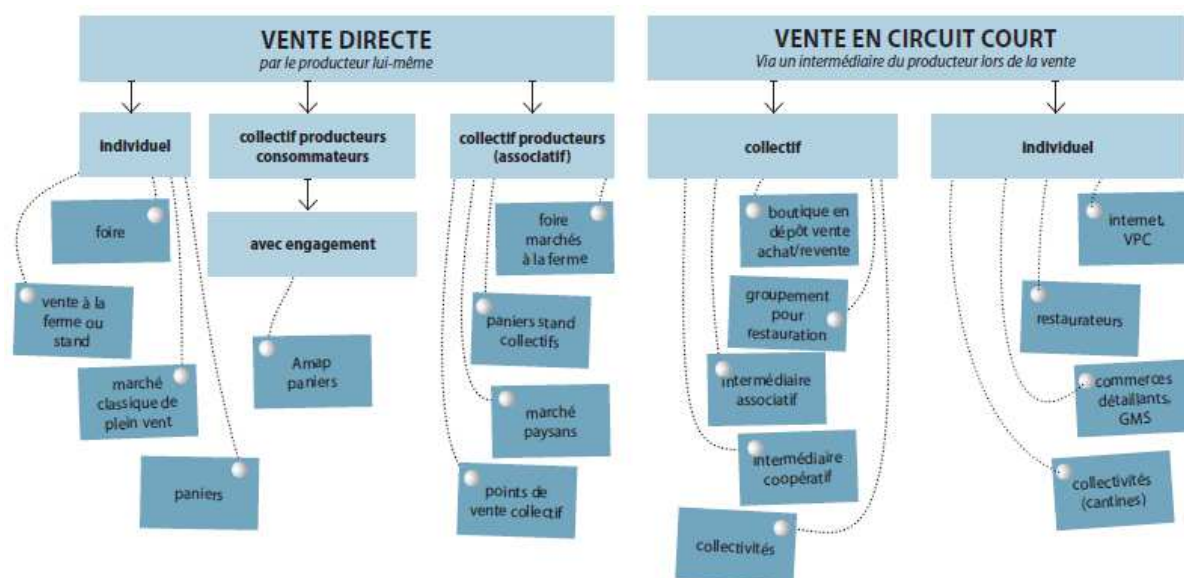 VENTE DIRECTE
par le producteur lui-même
Individuel
foire
vente à la
ferme ou
stand
marché
classique de
plein vent
paniers
collectif producteurs
consommateurs
avec engagement
Amap
paniers
collectif producteurs
(associatif)
foire
marchés
à la ferme
paniers stand
collectifs
marché
paysans
points de
vente collectif
VENTE EN CIRCUIT COURT
Via un intermédiaire du producteur lors de la vente
collectif
boutique en
dépôt vente
achat/revente
groupement
pour
restauration
intermédiaire
associatif
intermédiaire
coopératif
collectivités
Individuel
internet,
VPC
restaurateurs
commerces
détaillants,
GMS
collectivités
(cantines)